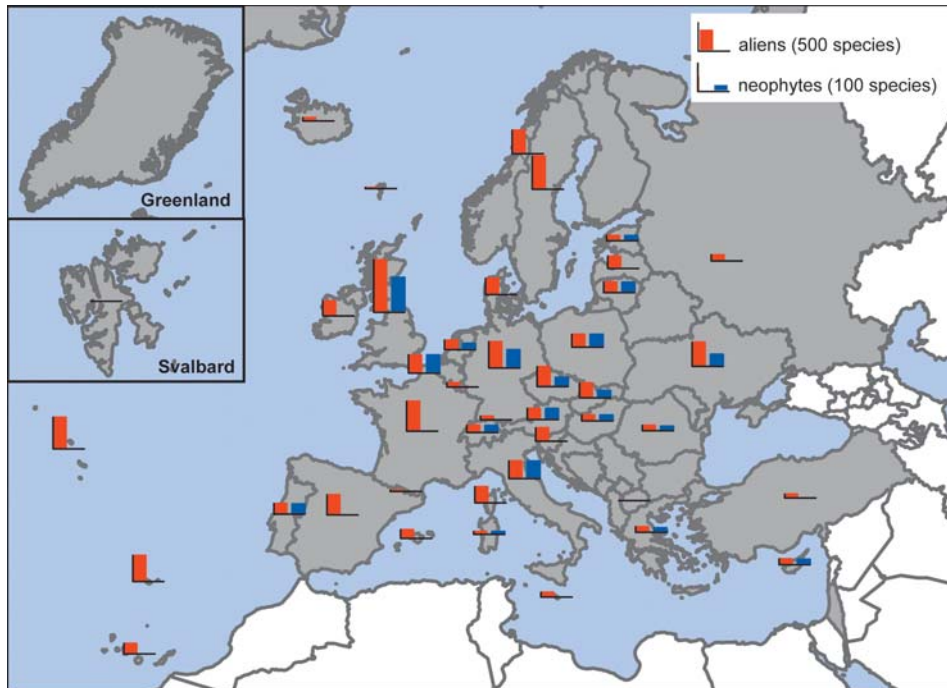 aliens (500 species)
neophytes (100 species)
Greenland
Svalbard